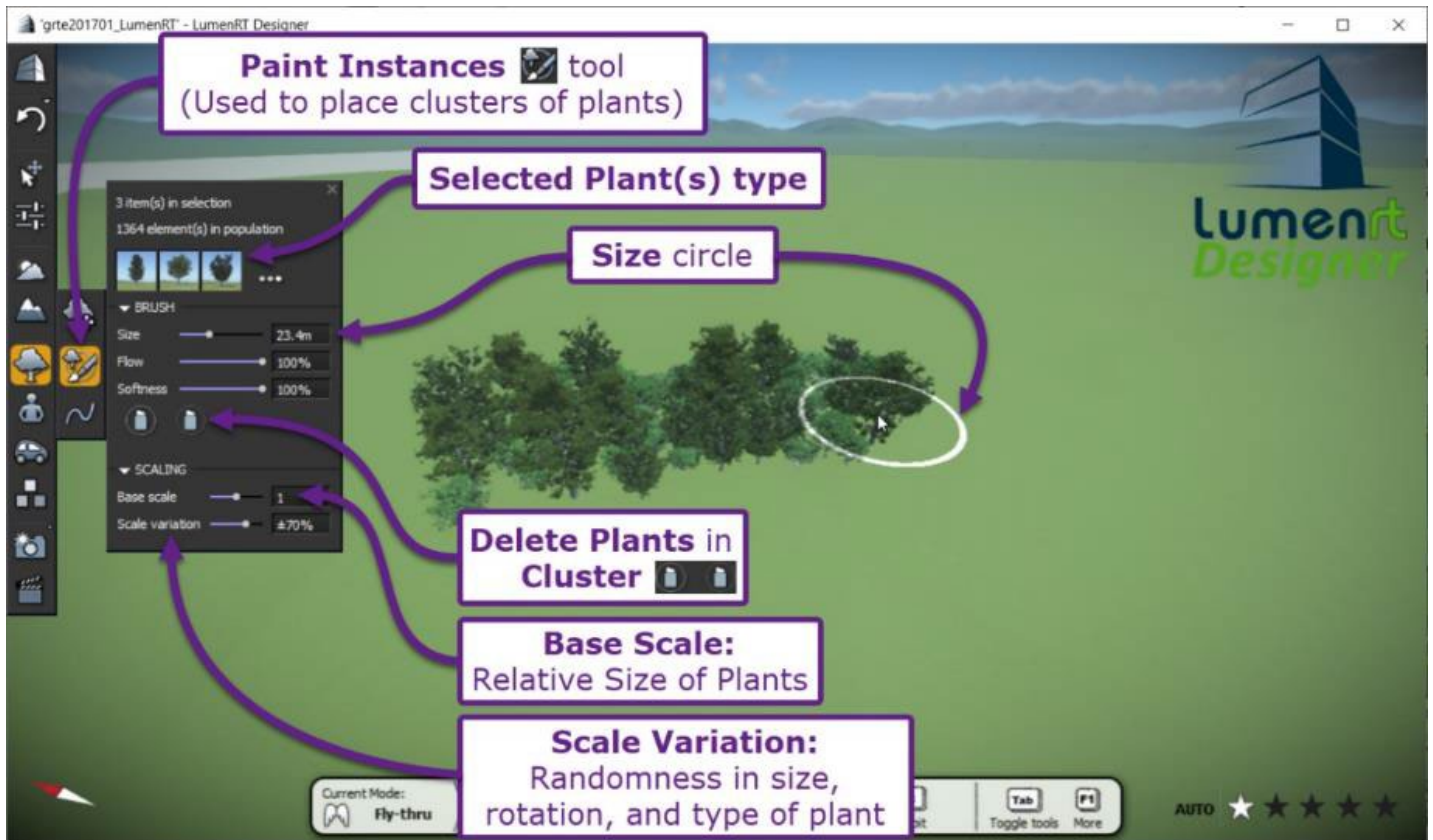 'grte201701_LumenRT' - LumenRT Designer
Paint Instances tool
(Used to place clusters of plants)
Selected Plant(s) type
Size circle
Lumenrt
Designer
3 item(s) in selection
1364 element(s) in population
BRUSH
Size 23.4m
Flow 100%
Softness 100%
SCALING
Base scale 1
Scale variation ±70%
Delete Plants in
Cluster
Base Scale:
Relative Size of Plants
Scale Variation:
Randomness in size,
rotation, and type of plant
Current Mode:
Fly-thru
Tab
Toggle tools
F1
More
AUTO